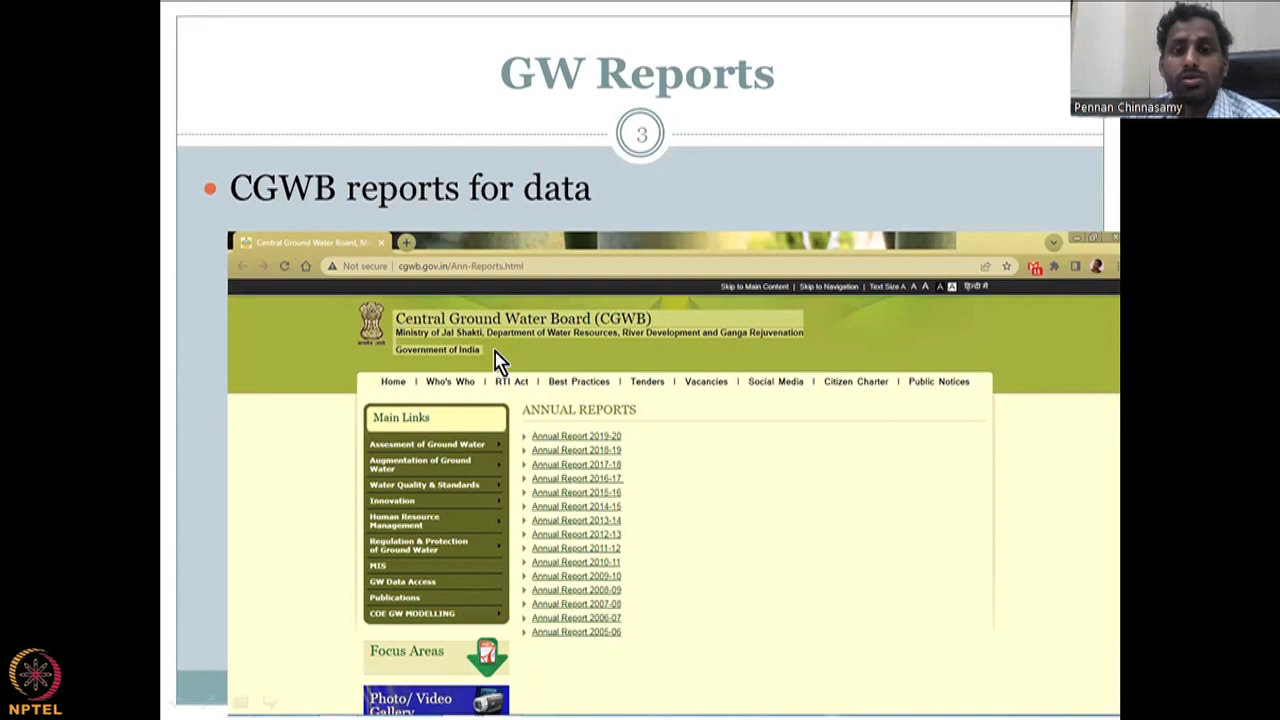 GW Reports
Pennan Chinnasamy
3
• CGWB reports for data
Central Ground Water Board, M
Not secure | cgwb.gov.in/Ann-Reports.html
Skip to Main Content | Skip to Navigation | Text Size A A A A A हिन्दी में
Central Ground Water Board (CGWB)
Ministry of Jal Shakti, Department of Water Resources, River Development and Ganga Rejuvenation
Government of India
Home | Who's Who | RTI Act | Best Practices | Tenders | Vacancies | Social Media | Citizen Charter | Public Notices
Main Links
Assesment of Ground Water
Augmentation of Ground
Water
Water Quality & Standards
Innovation
Human Resource
Management
Regulation & Protection
of Ground Water
MIS
GW Data Access
Publications
COE GW MODELLING
Focus Areas
Photo/ Video
Gallery
ANNUAL REPORTS
Annual Report 2019-20
Annual Report 2018-19
Annual Report 2017-18
Annual Report 2016-17
Annual Report 2015-16
Annual Report 2014-15
Annual Report 2013-14
Annual Report 2012-13
Annual Report 2011-12
Annual Report 2010-11
Annual Report 2009-10
Annual Report 2008-09
Annual Report 2007-08
Annual Report 2006-07
Annual Report 2005-06
NPTEL